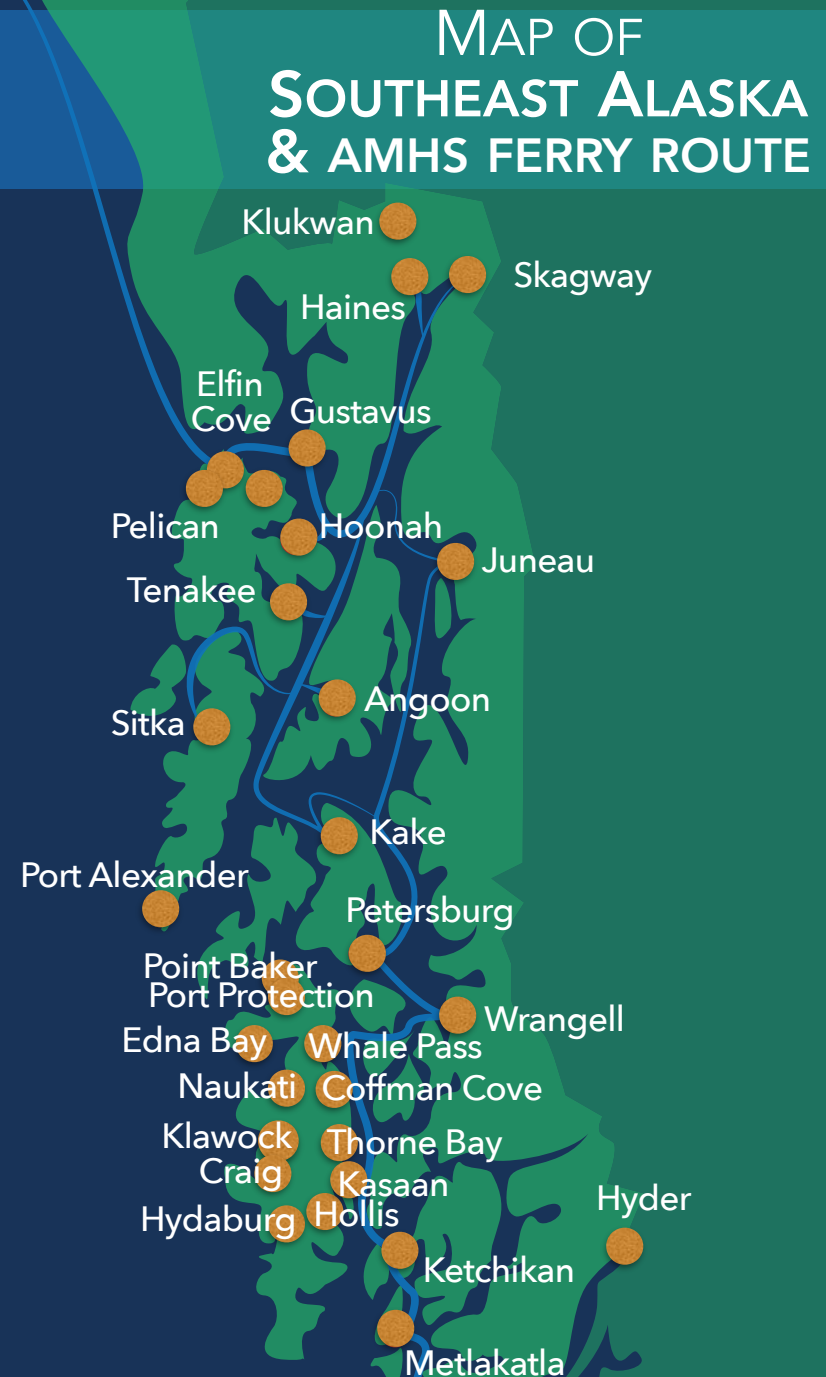 MAP OF
SOUTHEAST ALASKA
& AMHS FERRY ROUTE
Klukwan
Skagway
Haines
Elfin
Cove
Gustavus
Pelican
Hoonah
Juneau
Tenakee
Angoon
Sitka
Kake
Port Alexander
Petersburg
Point Baker
Port Protection
Wrangell
Edna Bay
Whale Pass
Naukati
Coffman Cove
Klawock
Thorne Bay
Craig
Kasaan
Hyder
Hydaburg
Hollis
Ketchikan
Metlakatla